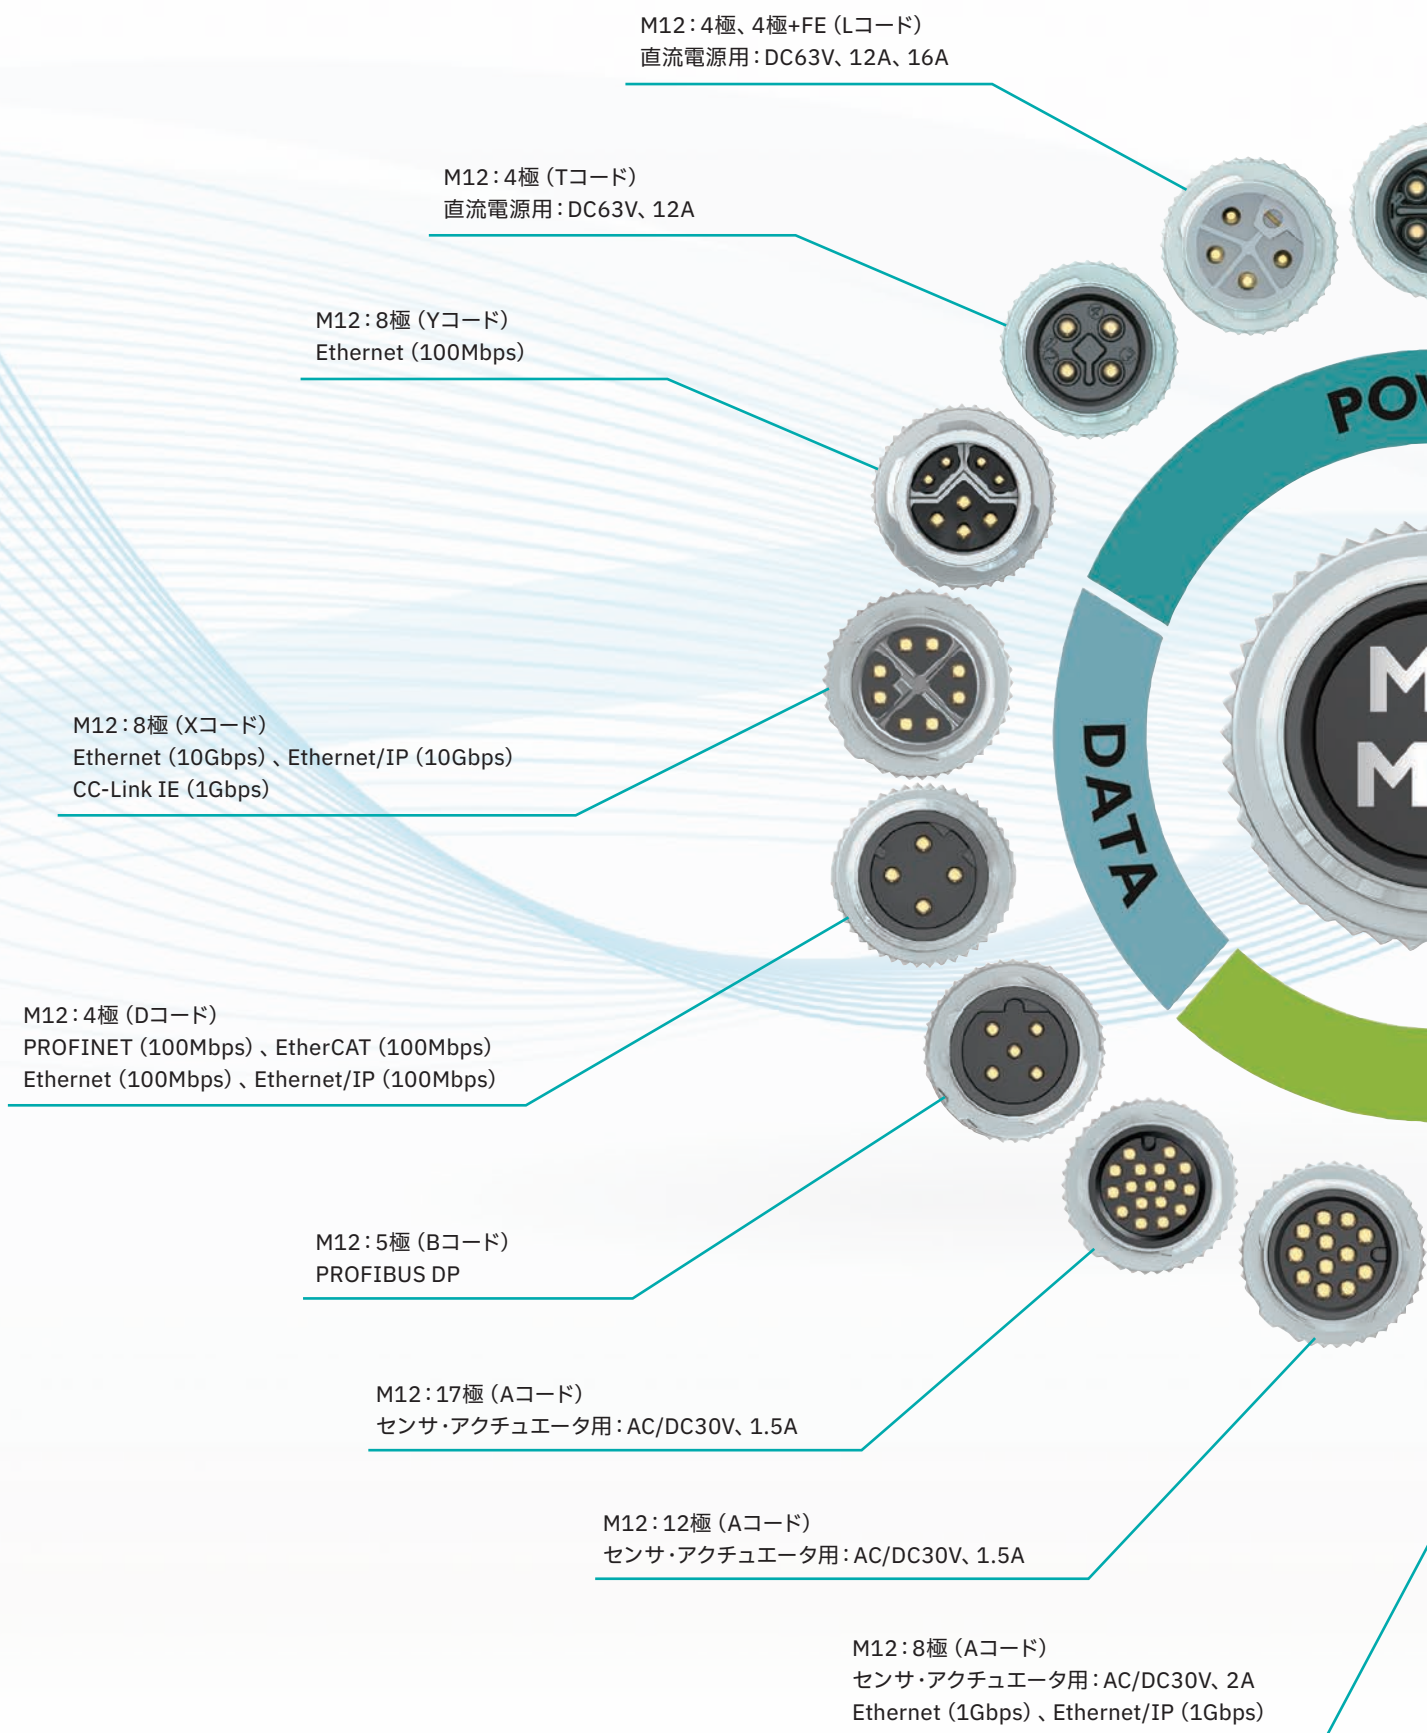 M12：4極、4極+FE（Lコード）
直流電源用：DC63V、12A、16A
M12：4極（Tコード）
直流電源用：DC63V、12A
M12：8極（Yコード）
Ethernet（100Mbps）
M12：8極（Xコード）
Ethernet（10Gbps）、Ethernet/IP（10Gbps）
CC-Link IE（1Gbps）
M12：4極（Dコード）
PROFINET（100Mbps）、EtherCAT（100Mbps）
Ethernet（100Mbps）、Ethernet/IP（100Mbps）
M12：5極（Bコード）
PROFIBUS DP
M12：17極（Aコード）
センサ・アクチュエータ用：AC/DC30V、1.5A
M12：12極（Aコード）
センサ・アクチュエータ用：AC/DC30V、1.5A
M12：8極（Aコード）
センサ・アクチュエータ用：AC/DC30V、2A
Ethernet（1Gbps）、Ethernet/IP（1Gbps）
DATA